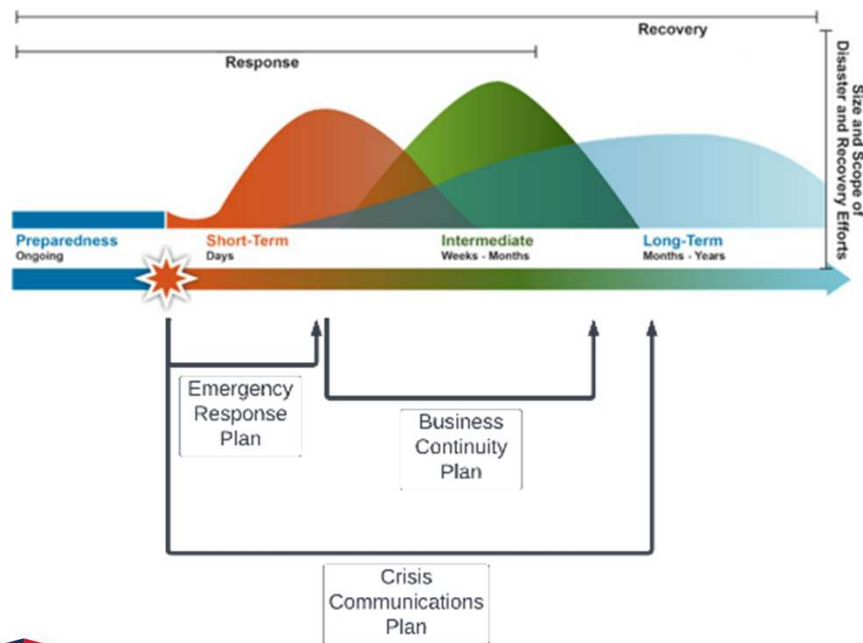 Recovery
Response
Size and Scope of
Disaster and Recovery Efforts
Preparedness
Ongoing
Short-Term
Days
Intermediate
Weeks - Months
Long-Term
Months - Years
Emergency
Response
Plan
Business
Continuity
Plan
Crisis
Communications
Plan